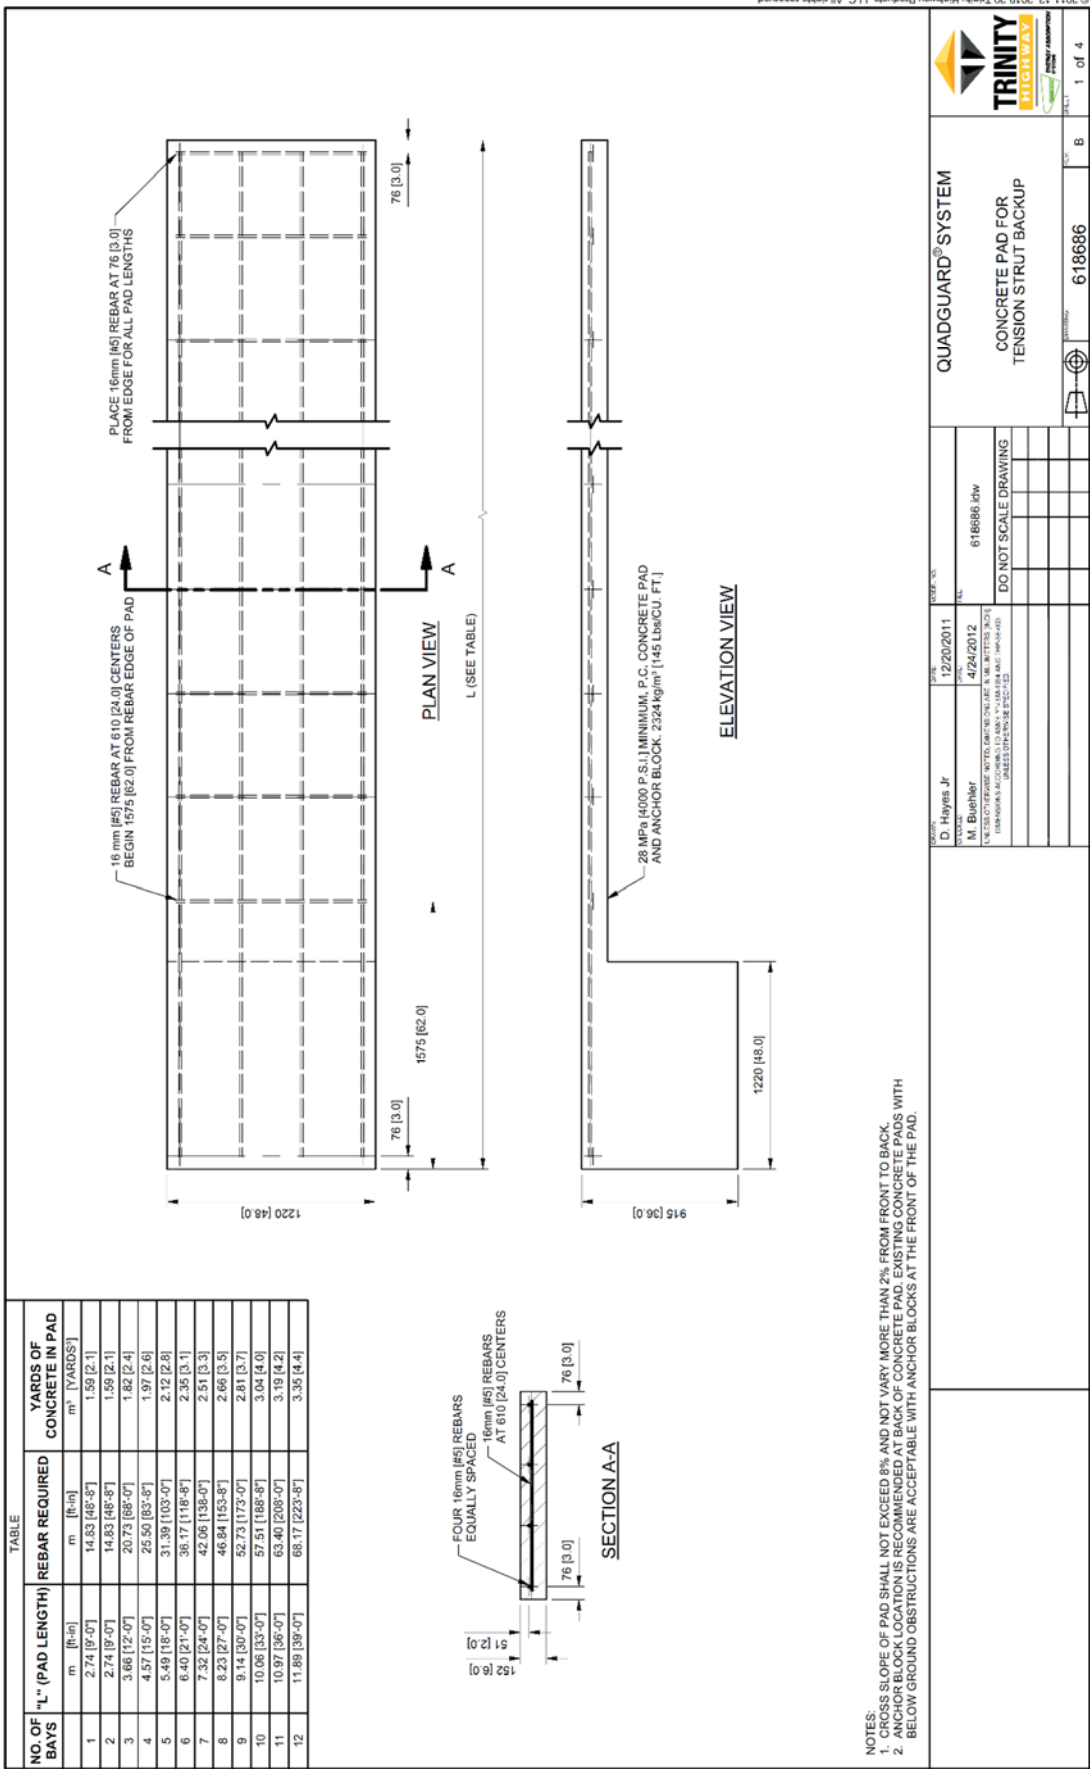 TABLE
NO. OF BAYS "L" (PAD LENGTH) REBAR REQUIRED YARDS OF CONCRETE IN PAD
m [ft-in] m [ft-in] m³ [YARDS³]
1 2.74 [9'-0"] 14.83 [48'-8"] 1.59 [2.1]
2 2.74 [9'-0"] 14.83 [48'-8"] 1.59 [2.1]
3 3.66 [12'-0"] 20.73 [68'-0"] 1.82 [2.4]
4 4.57 [15'-0"] 25.50 [83'-8"] 1.97 [2.6]
5 5.49 [18'-0"] 31.39 [103'-0"] 2.12 [2.8]
6 6.40 [21'-0"] 36.17 [118'-8"] 2.35 [3.1]
7 7.32 [24'-0"] 42.06 [138'-0"] 2.51 [3.3]
8 8.23 [27'-0"] 46.84 [153'-8"] 2.66 [3.5]
9 9.14 [30'-0"] 52.73 [173'-0"] 2.81 [3.7]
10 10.06 [33'-0"] 57.51 [188'-8"] 3.04 [4.0]
11 10.97 [36'-0"] 63.40 [208'-0"] 3.19 [4.2]
12 11.89 [39'-0"] 68.17 [223'-8"] 3.35 [4.4]
16 mm [#5] REBAR AT 610 [24.0] CENTERS
BEGIN 1575 [62.0] FROM REBAR EDGE OF PAD
PLACE 16mm [#5] REBAR AT 76 [3.0]
FROM EDGE FOR ALL PAD LENGTHS
A
A
1220 [48.0]
76 [3.0]
1575 [62.0]
76 [3.0]
PLAN VIEW
L (SEE TABLE)
FOUR 16mm [#5] REBARS
EQUALLY SPACED
16mm [#5] REBARS
AT 610 [24.0] CENTERS
152 [6.0]
51 [2.0]
76 [3.0]
76 [3.0]
SECTION A-A
915 [36.0]
1220 [48.0]
28 MPa [4000 P.S.I.] MINIMUM, P.C. CONCRETE PAD
AND ANCHOR BLOCK. 2324 kg/m³ [145 Lbs/CU. FT.]
ELEVATION VIEW
NOTES:
1. CROSS SLOPE OF PAD SHALL NOT EXCEED 8% AND NOT VARY MORE THAN 2% FROM FRONT TO BACK.
2. ANCHOR BLOCK LOCATION IS RECOMMENDED AT BACK OF CONCRETE PAD. EXISTING CONCRETE PADS WITH
BELOW GROUND OBSTRUCTIONS ARE ACCEPTABLE WITH ANCHOR BLOCKS AT THE FRONT OF THE PAD.
D. Hayes Jr
12/20/2011
M. Buehler
4/24/2012
618686.idw
DO NOT SCALE DRAWING
QUADGUARD® SYSTEM
CONCRETE PAD FOR
TENSION STRUT BACKUP
618686
B
1 of 4
TRINITY
HIGHWAY